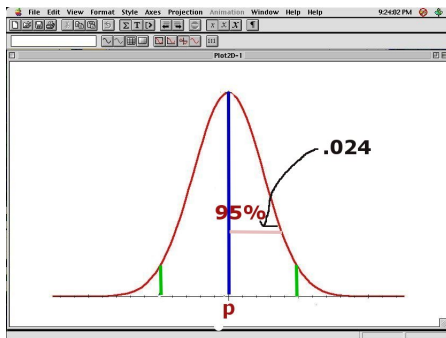 File Edit View Format Style Axes Projection Animation Window Help Help 9:24:02 PM
Plot2D-1
.024
95%
p